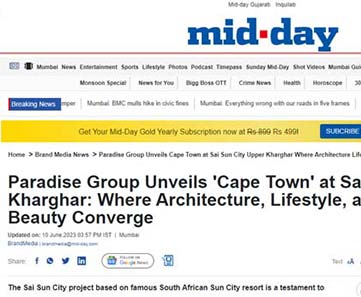 Mid-day Gujarati Inquilab
mid-day
Mumbai News Entertainment Sports Lifestyle Photos Podcast Timepass Sunday Mid-Day Shot Videos Mumbai Gui
Monsoon Special News for You Bigg Boss OTT Crime News Health Horoscope 30
Breaking News mper Mumbai: BMC mulls hike in civic fines Mumbai: Everything wrong with our roads in five frames
Get Your Mid-Day Gold Yearly Subscription now at Rs 899 Rs 499! SUBSCRIBE
Home > Brand Media News > Paradise Group Unveils Cape Town at Sai Sun City Upper Kharghar Where Architecture Life
Paradise Group Unveils 'Cape Town' at Sa
Kharghar: Where Architecture, Lifestyle, a
Beauty Converge
Updated on: 10 June,2023 03:57 PM IST | Mumbai
BrandMedia | brandmedia@mid-day.com
Share: FOLLOW US ON Google News Text
The Sai Sun City project based on famous South African Sun City resort is a testament to